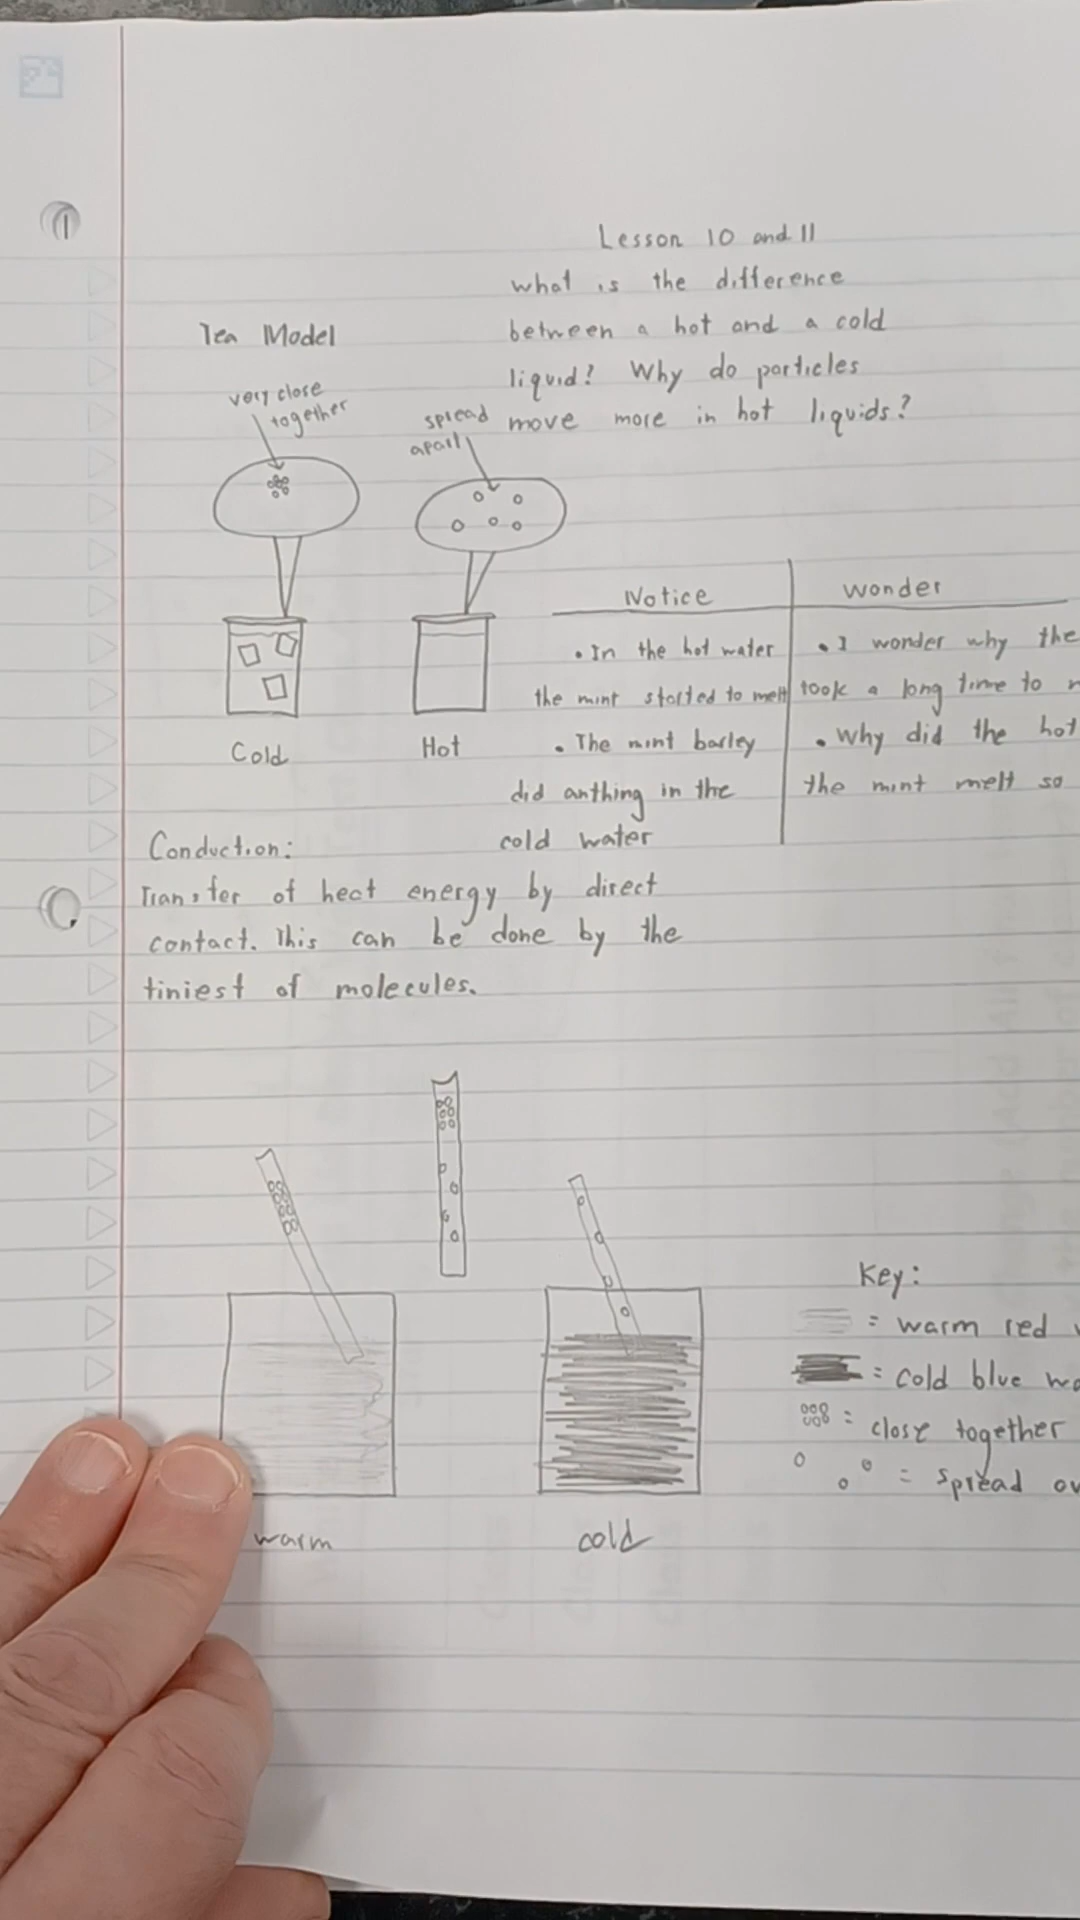 Lesson 10 and 11
what is the difference
between a hot and a cold
liquid? Why do particles
move more in hot liquids?
Tea Model
very close
together
spread
apart
Cold
Hot
Notice
• In the hot water
the mint started to melt
• The mint barley
did anthing in the
cold water
wonder
• I wonder why the
took a long time to
• Why did the hot
the mint melt so
Conduction:
Transfer of heat energy by direct
contact. This can be done by the
tiniest of molecules.
warm
cold
Key:
= warm red
= cold blue
= close together
= spread